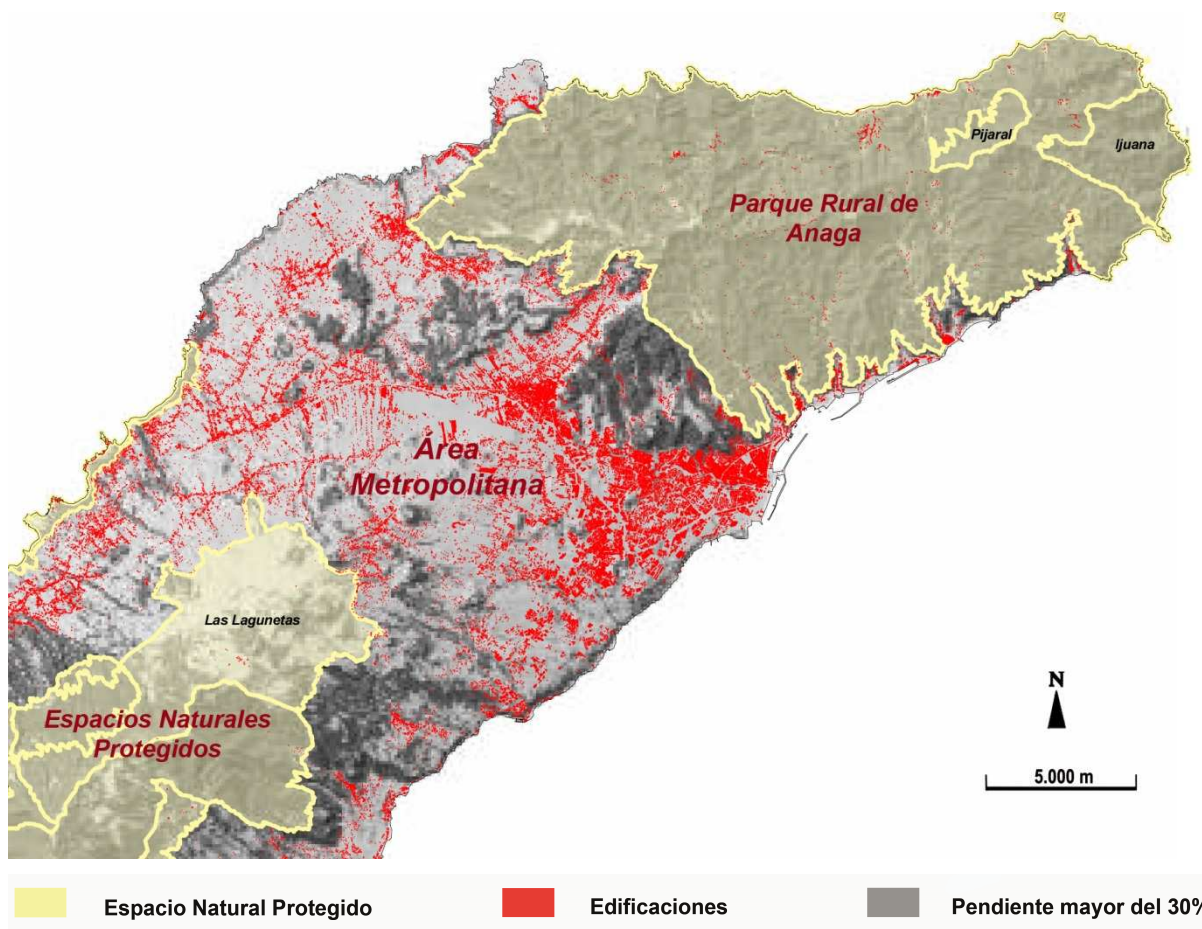 Pijaral
Ijuana
Parque Rural de
Anaga
Área
Metropolitana
Las Lagunetas
Espacios Naturales
Protegidos
N
5.000 m
Espacio Natural Protegido
Edificaciones
Pendiente mayor del 30%